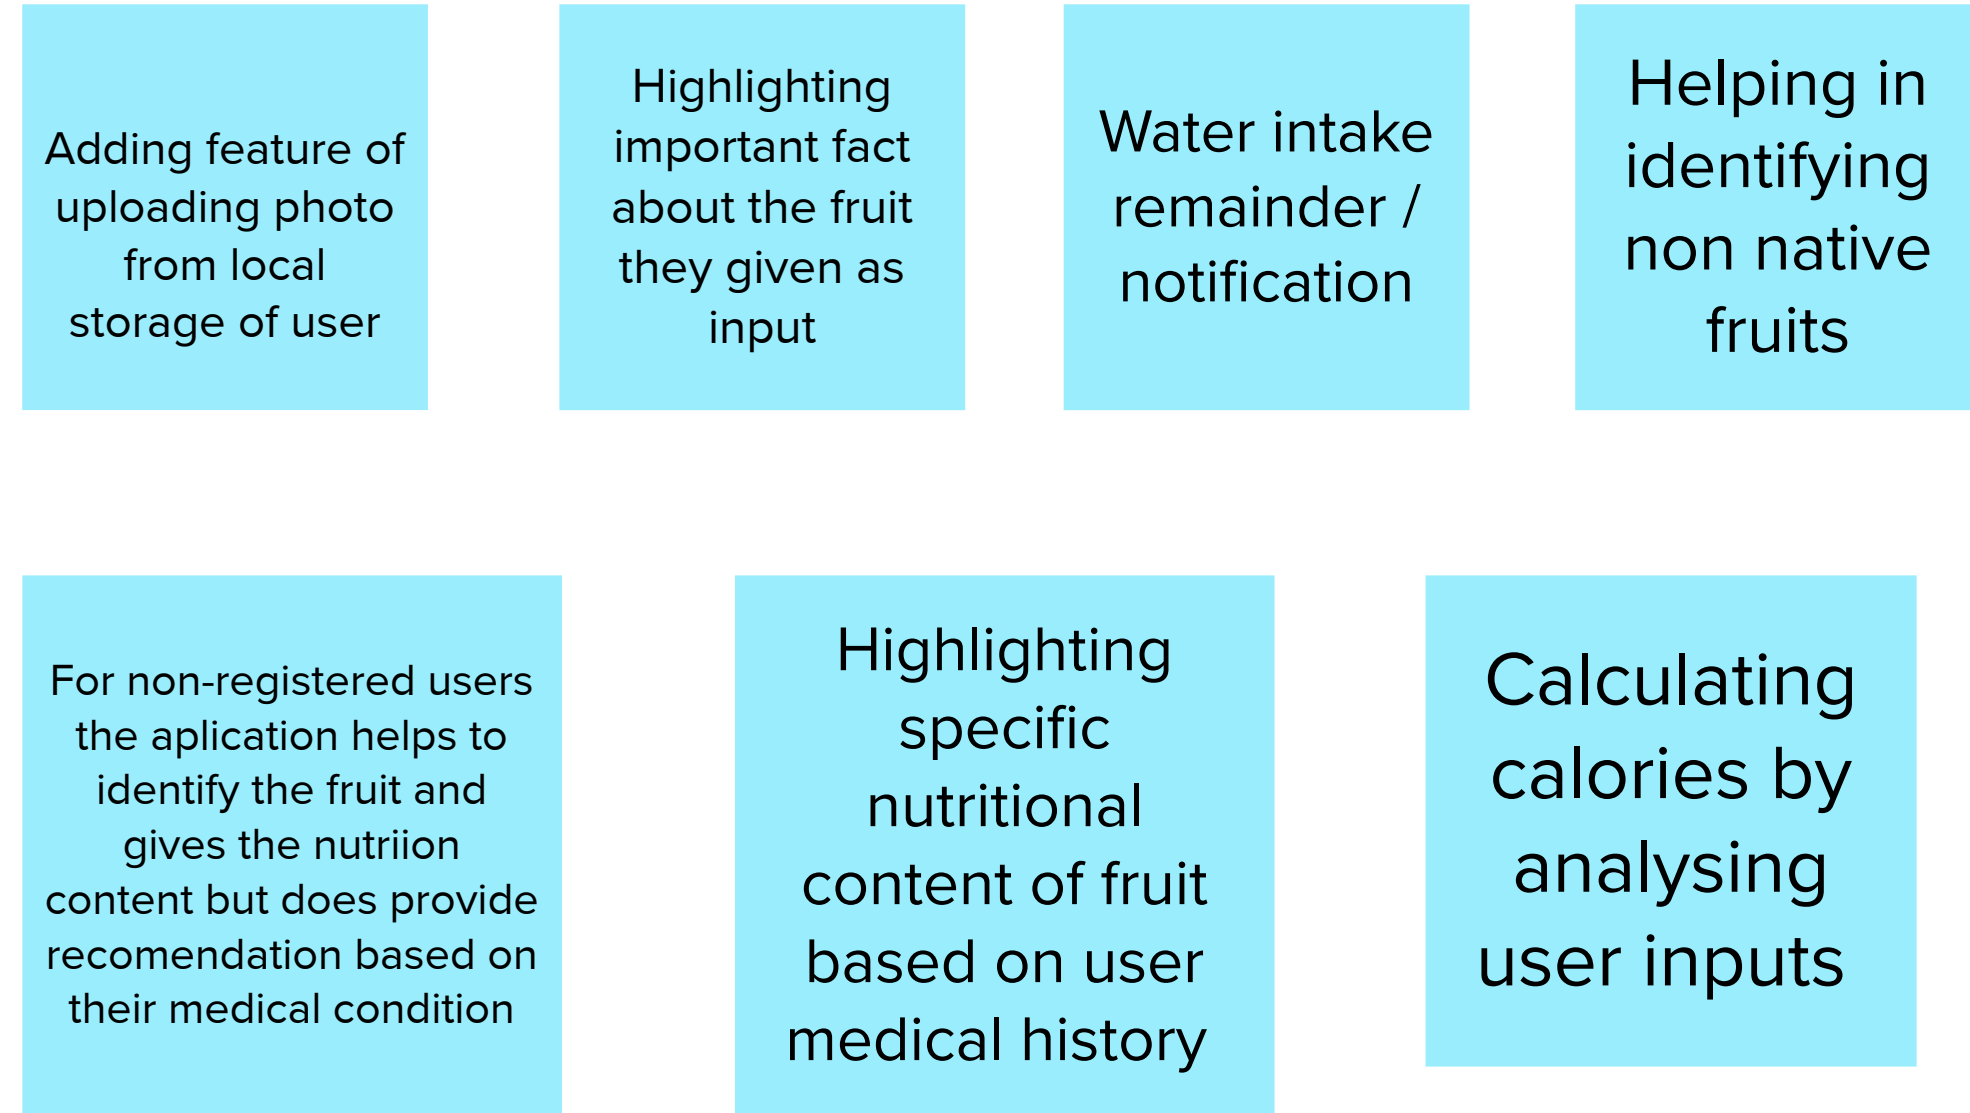 Adding feature of
uploading photo
from local
storage of user
Highlighting
important fact
about the fruit
they given as
input
Water intake
remainder /
notification
Helping in
identifying
non native
fruits
For non-registered users
the aplication helps to
identify the fruit and
gives the nutriion
content but does provide
recomendation based on
their medical condition
Highlighting
specific
nutritional
content of fruit
based on user
medical history
Calculating
calories by
analysing
user inputs